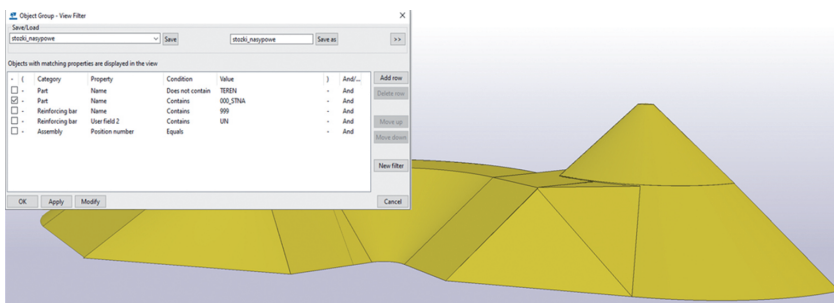 Object Group - View Filter
Save/Load
stozki_nasypowe Save stozki_nasypowe Save as >>
Objects with matching properties are displayed in the view
- ( Category Property Condition Value ) And/... Add row
- Part Name Does not contain TEREN - And Delete row
- Part Name Contains 000_STNA - And
- Reinforcing bar Name Contains 999 - And
- Reinforcing bar User field 2 Contains UN - And Move up
- Assembly Position number Equals - And Move down
New filter
OK Apply Modify Cancel